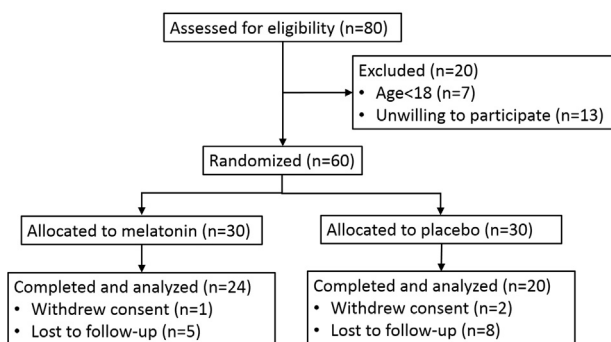 Assessed for eligibility (n=80)
Excluded (n=20)
• Age<18 (n=7)
• Unwilling to participate (n=13)
Randomized (n=60)
Allocated to melatonin (n=30)
Allocated to placebo (n=30)
Completed and analyzed (n=24)
• Withdrew consent (n=1)
• Lost to follow-up (n=5)
Completed and analyzed (n=20)
• Withdrew consent (n=2)
• Lost to follow-up (n=8)